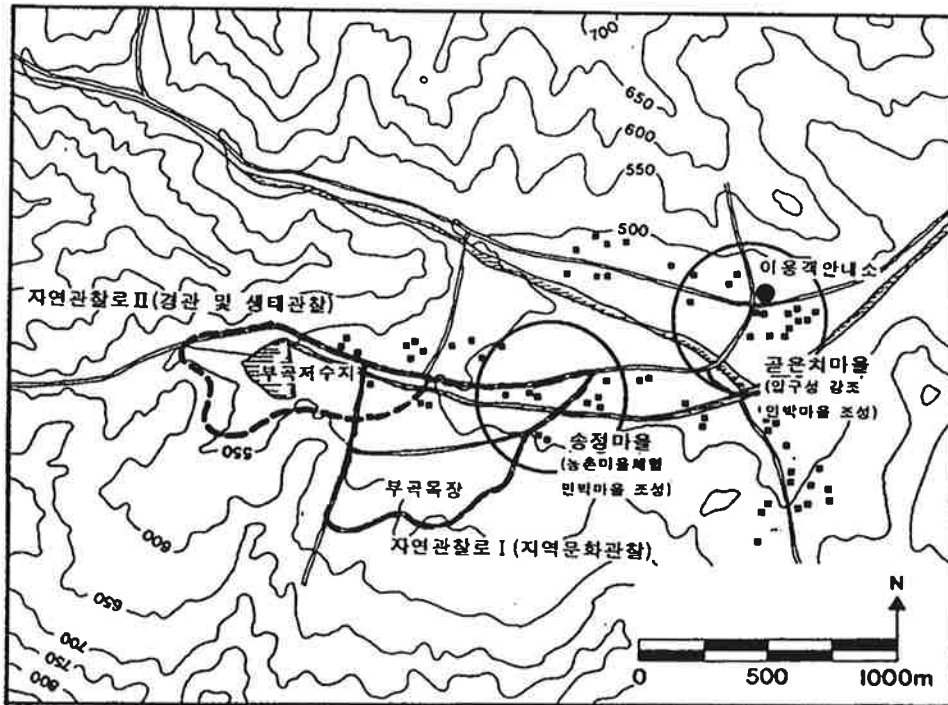 700
650
600
550
500
이용객안내소
자연관찰로Ⅱ(경관 및 생태관찰)
부곡저수지
곧은치마을
(입구성 강조
민박마을 조성)
송정마을
(농촌마을체험
민박마을 조성)
550
부곡목장
자연관찰로Ⅰ(지역문화관찰)
600
650
700
750
800
N
0 500 1000m